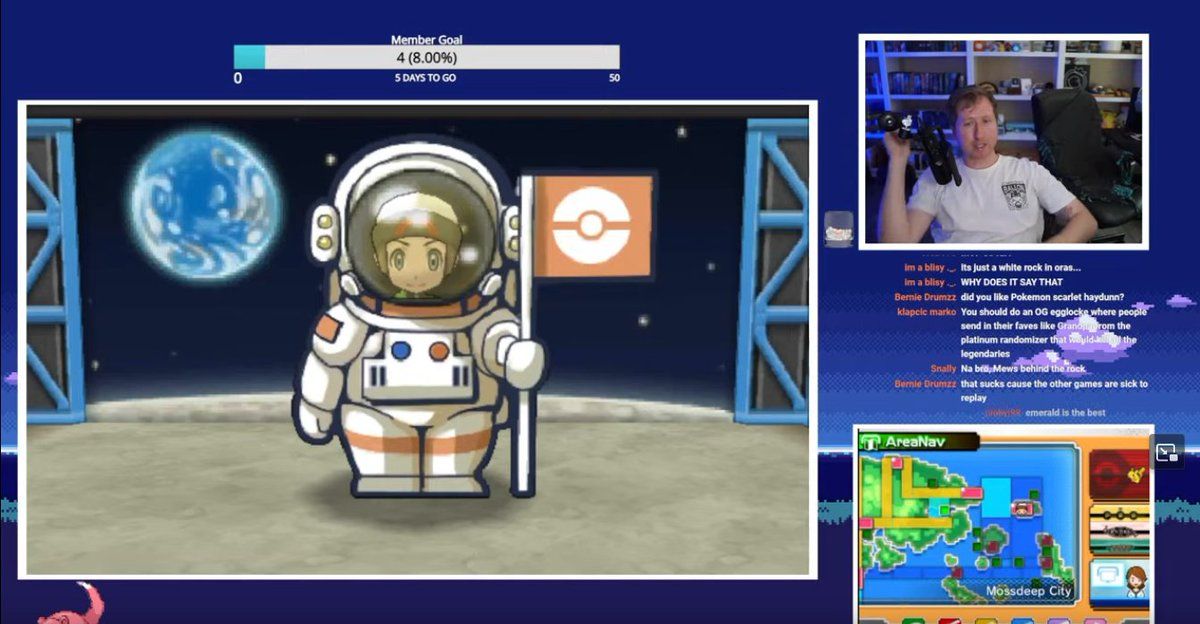 Member Goal
4 (8.00%)
0
5 DAYS TO GO
50
im a blisy ._. Its just a white rock in oras...
im a blisy ._. WHY DOES IT SAY THAT
Bernie Drumzz did you like Pokemon scarlet haydunn?
klapcic marko You should do an OG egglocke where people
send in their faves like from the
platinum randomizer that the
legendaries
Snally Na bro, Mews behind the rock
Bernie Drumzz that sucks cause the other games are sick to
replay
emerald is the best
AreaNav
Mossdeep City